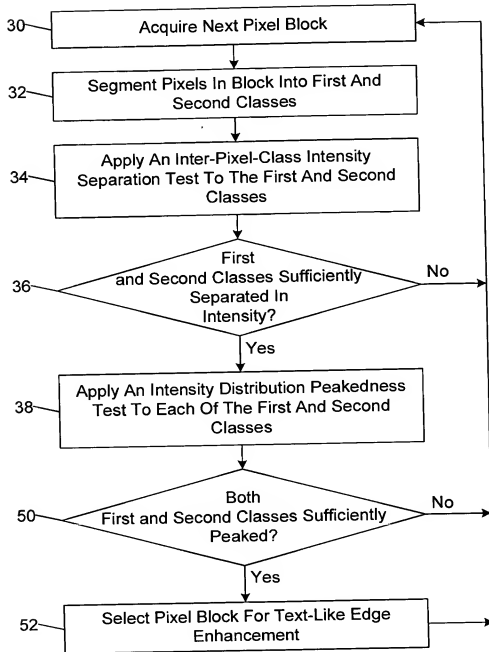 30
Acquire Next Pixel Block
32
Segment Pixels In Block Into First And
Second Classes
34
Apply An Inter-Pixel-Class Intensity
Separation Test To The First And Second
Classes
36
First
and Second Classes Sufficiently
Separated In
Intensity?
No
Yes
38
Apply An Intensity Distribution Peakedness
Test To Each Of The First And Second
Classes
50
Both
First and Second Classes Sufficiently
Peaked?
No
Yes
52
Select Pixel Block For Text-Like Edge
Enhancement